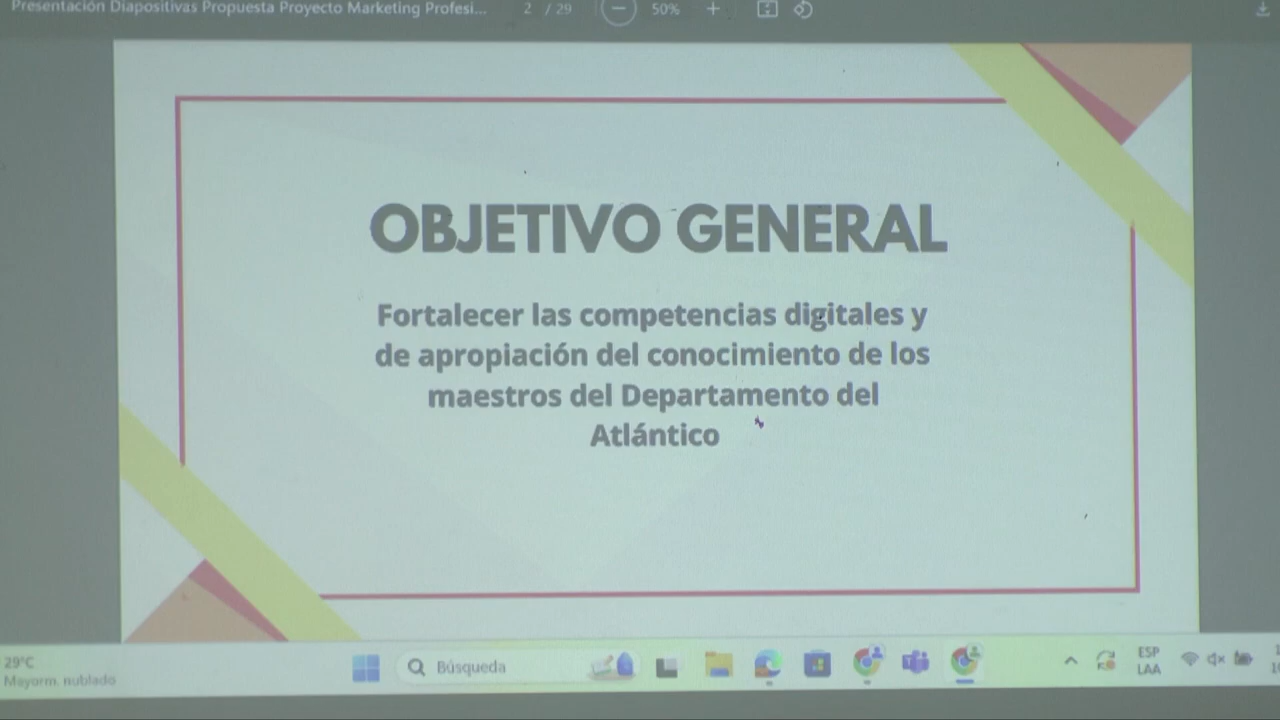 Presentación Diapositivas Propuesta Proyecto Marketing Profesi... 2 / 29 50%
OBJETIVO GENERAL
Fortalecer las competencias digitales y
de apropiación del conocimiento de los
maestros del Departamento del
Atlántico
29°C
Mayorm. nublado
Búsqueda
ESP
LAA